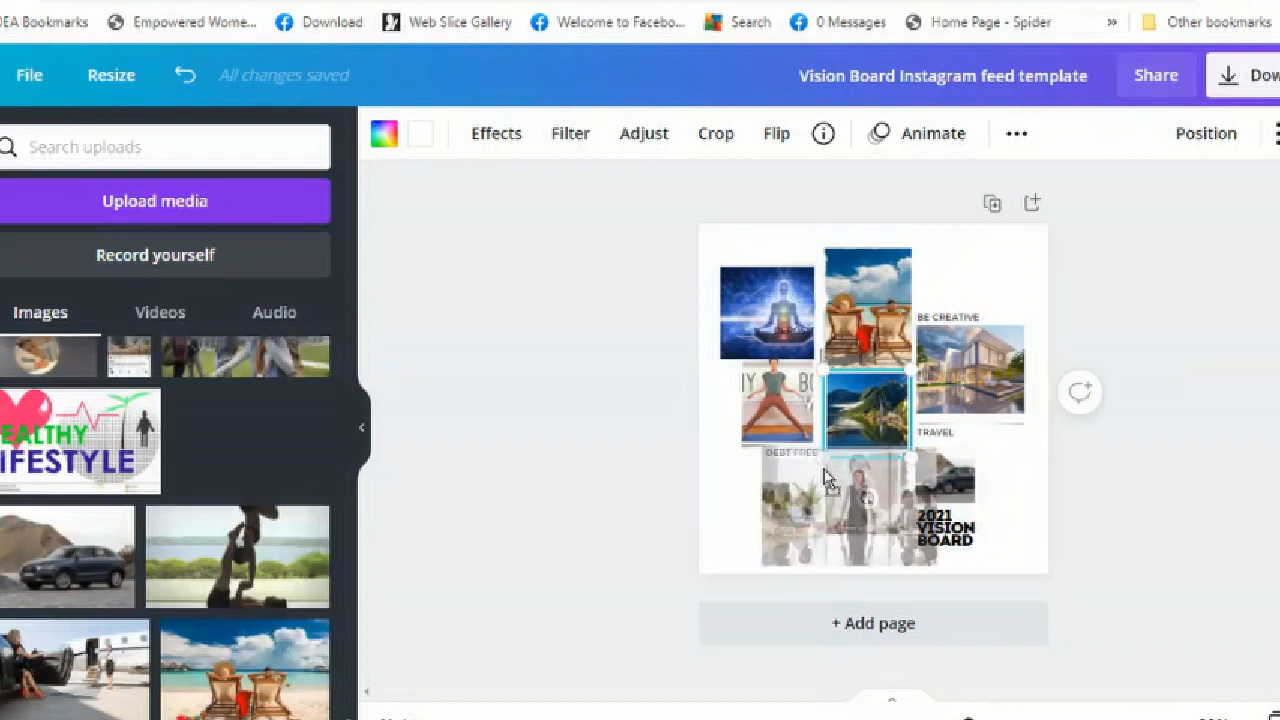 DEA Bookmarks Empowered Wome... Download Web Slice Gallery Welcome to Facebo... Search 0 Messages Home Page - Spider » Other bookmarks
File Resize All changes saved Vision Board Instagram feed template Share Dow
Search uploads
Effects Filter Adjust Crop Flip Animate ••• Position
Upload media
Record yourself
Images Videos Audio
BE CREATIVE
TRAVEL
DEBT FREE
EALTHY
IFESTYLE
2021
VISION
BOARD
+ Add page